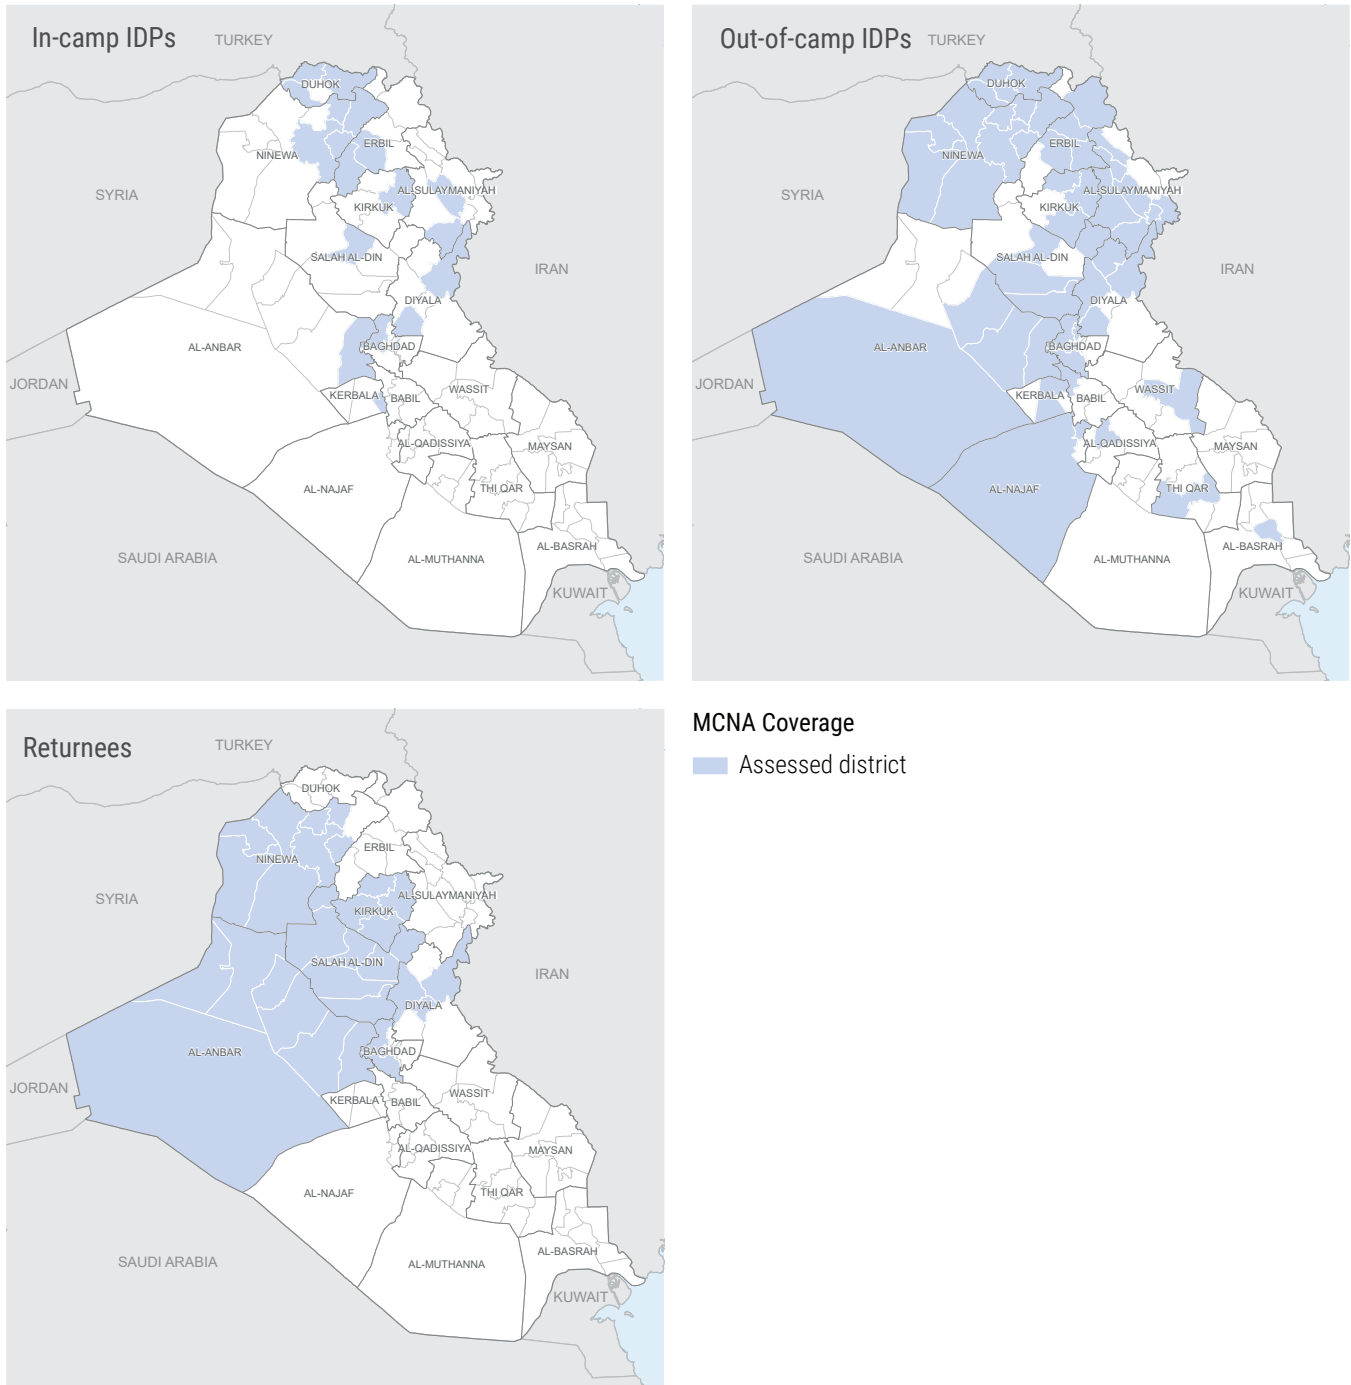 In-camp IDPs
TURKEY
DUHOK
NINEWA
ERBIL
SYRIA
AL-SULAYMANIYAH
KIRKUK
SALAH AL-DIN
IRAN
DIYALA
AL-ANBAR
BAGHDAD
JORDAN
KERBALA
BABIL
WASSIT
AL-QADISSIYA
MAYSAN
AL-NAJAF
THI QAR
SAUDI ARABIA
AL-MUTHANNA
AL-BASRAH
KUWAIT
Out-of-camp IDPs
TURKEY
DUHOK
NINEWA
ERBIL
SYRIA
AL-SULAYMANIYAH
KIRKUK
SALAH AL-DIN
IRAN
DIYALA
AL-ANBAR
BAGHDAD
JORDAN
KERBALA
BABIL
WASSIT
AL-QADISSIYA
MAYSAN
AL-NAJAF
THI QAR
SAUDI ARABIA
AL-MUTHANNA
AL-BASRAH
KUWAIT
Returnees
TURKEY
DUHOK
NINEWA
ERBIL
SYRIA
AL-SULAYMANIYAH
KIRKUK
SALAH AL-DIN
IRAN
DIYALA
AL-ANBAR
BAGHDAD
JORDAN
KERBALA
BABIL
WASSIT
AL-QADISSIYA
MAYSAN
AL-NAJAF
THI QAR
SAUDI ARABIA
AL-MUTHANNA
AL-BASRAH
KUWAIT
MCNA Coverage
Assessed district